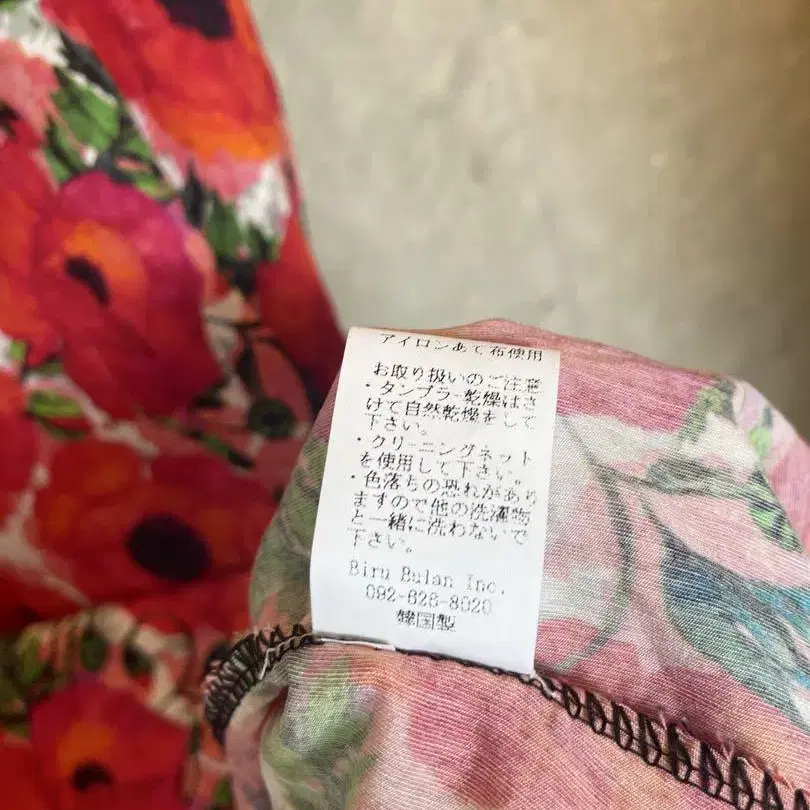 アイロンあて布使用
お取り扱いのご注意
・タンブラー乾燥はさ
けて自然乾燥をして
下さい。
・クリーニングネット
を使用して下さい。
・色落ちの恐れがあり
ますので他の洗濯物
と一緒に洗わないで
下さい。
Biru Bulan Inc.
092-626-8020
韓国製